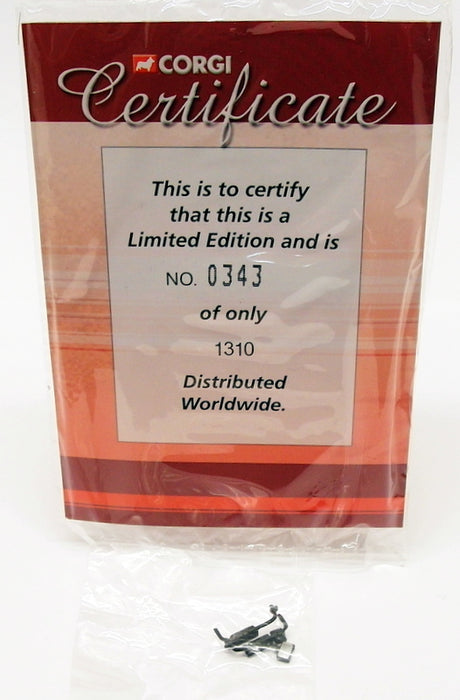 CORGI
Certificate
This is to certify
that this is a
Limited Edition and is
NO. 0343
of only
1310
Distributed
Worldwide.